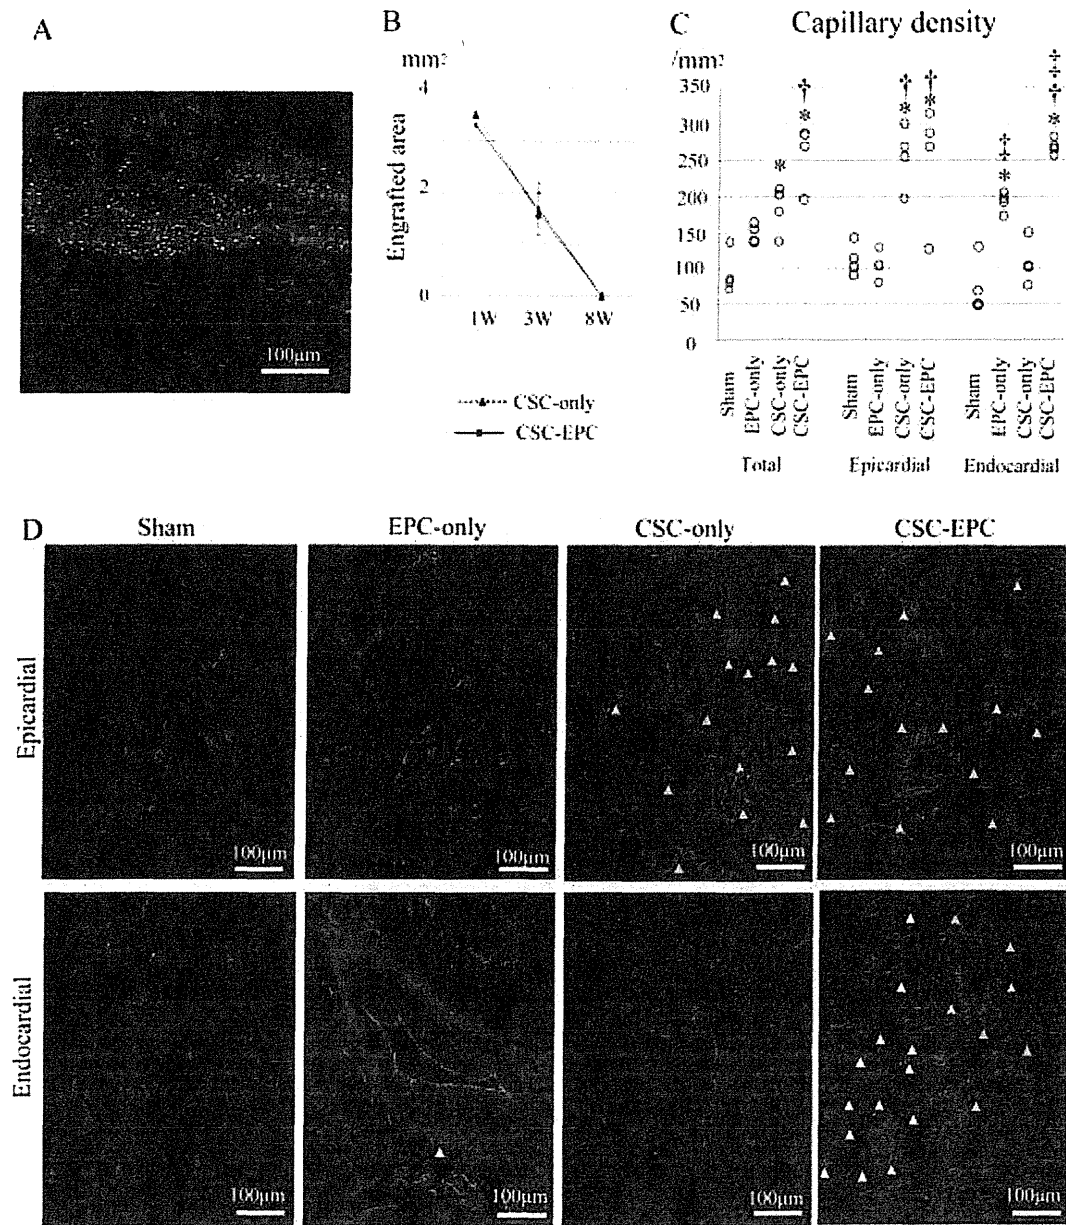 A
100μm
B
mm²
Engrafted area
4
2
0
1W 3W 8W
CSC-only
CSC-EPC
C
Capillary density
/mm²
350
300
250
200
150
100
50
0
* * † * † * † * ‡ * † ‡
Sham
EPC-only
CSC-only
CSC-EPC
Sham
EPC-only
CSC-only
CSC-EPC
Sham
EPC-only
CSC-only
CSC-EPC
Total Epicardial Endocardial
D
Sham EPC-only CSC-only CSC-EPC
Epicardial
100μm 100μm 100μm 100μm
Endocardial
100μm 100μm 100μm 100μm